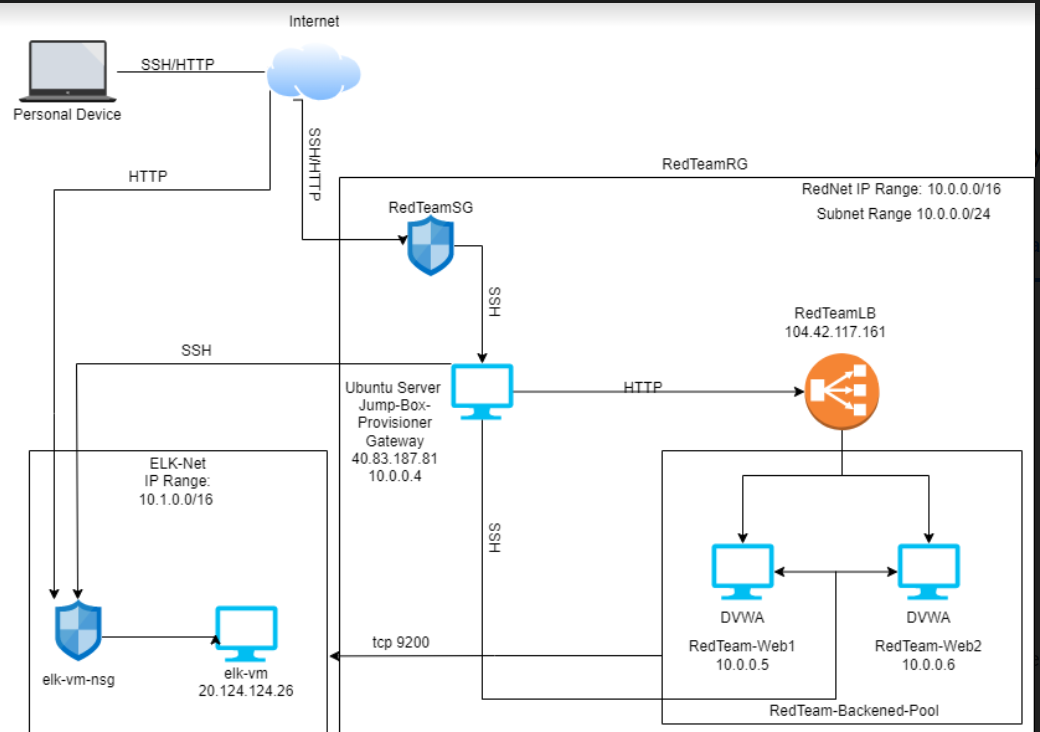 Internet
SSH/HTTP
Personal Device
SSH/HTTP
HTTP
RedTeamRG
RedNet IP Range: 10.0.0.0/16
Subnet Range 10.0.0.0/24
RedTeamSG
SSH
RedTeamLB
104.42.117.161
SSH
HTTP
Ubuntu Server
Jump-Box-
Provisioner
Gateway
40.83.187.81
10.0.0.4
ELK-Net
IP Range:
10.1.0.0/16
SSH
DVWA
DVWA
RedTeam-Web1
10.0.0.5
RedTeam-Web2
10.0.0.6
tcp 9200
elk-vm-nsg
elk-vm
20.124.124.26
RedTeam-Backened-Pool